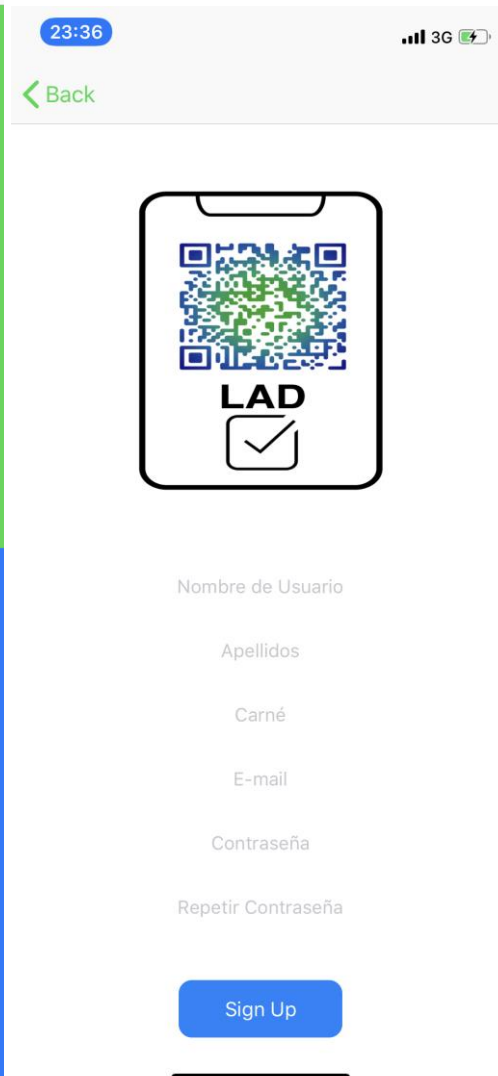 23:36
3G
Back
LAD
Nombre de Usuario
Apellidos
Carné
E-mail
Contraseña
Repetir Contraseña
Sign Up